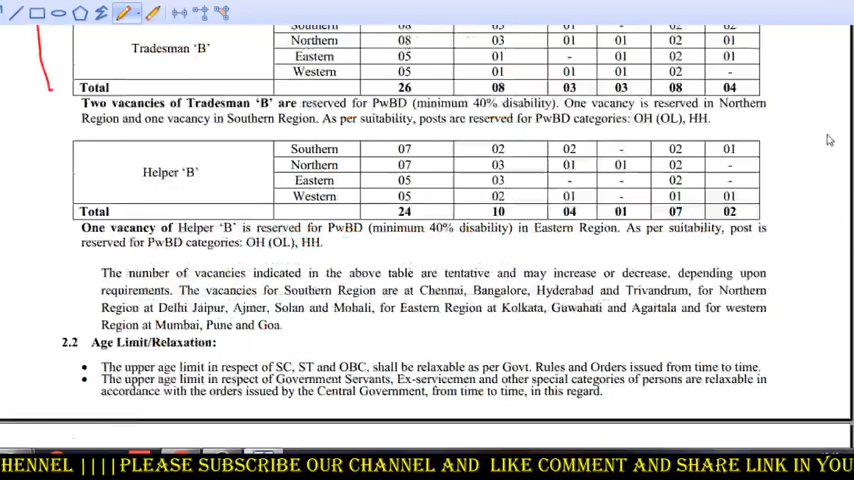 Southern 08 03 01 - 02 02
Tradesman ‘B’ Northern 08 03 01 01 02 01
Eastern 05 01 - 01 02 01
Western 05 01 01 01 02 -
Total 26 08 03 03 08 04
Two vacancies of Tradesman ‘B’ are reserved for PwBD (minimum 40% disability). One vacancy is reserved in Northern
Region and one vacancy in Southern Region. As per suitability, posts are reserved for PwBD categories: OH (OL), HH.
Southern 07 02 02 - 02 01
Helper ‘B’ Northern 07 03 01 01 02 -
Eastern 05 03 - - 02 -
Western 05 02 01 - 01 01
Total 24 10 04 01 07 02
One vacancy of Helper ‘B’ is reserved for PwBD (minimum 40% disability) in Eastern Region. As per suitability, post is
reserved for PwBD categories: OH (OL), HH.
The number of vacancies indicated in the above table are tentative and may increase or decrease, depending upon
requirements. The vacancies for Southern Region are at Chennai, Bangalore, Hyderabad and Trivandrum, for Northern
Region at Delhi Jaipur, Ajmer, Solan and Mohali, for Eastern Region at Kolkata, Guwahati and Agartala and for western
Region at Mumbai, Pune and Goa.
2.2 Age Limit/Relaxation:
• The upper age limit in respect of SC, ST and OBC, shall be relaxable as per Govt. Rules and Orders issued from time to time.
• The upper age limit in respect of Government Servants, Ex-servicemen and other special categories of persons are relaxable in
accordance with the orders issued by the Central Government, from time to time, in this regard.
HENNEL ||||PLEASE SUBSCRIBE OUR CHANNEL AND LIKE COMMENT AND SHARE LINK IN YOU